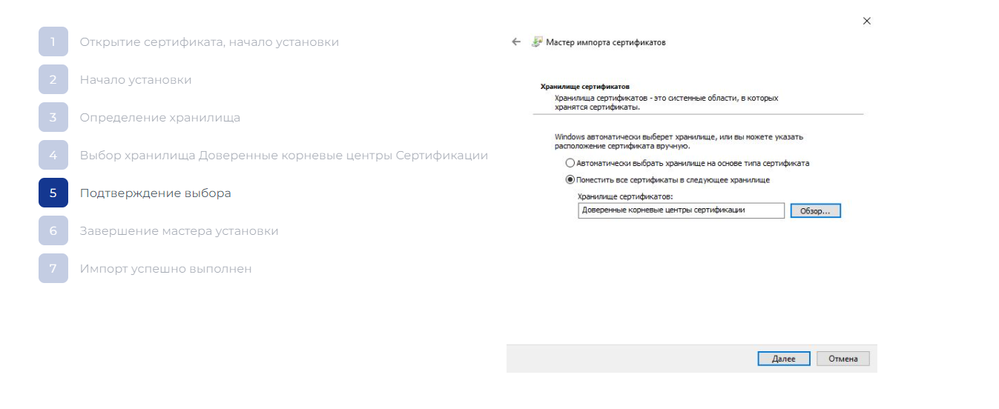 1 Открытие сертификата, начало установки
2 Начало установки
3 Определение хранилища
4 Выбор хранилища Доверенные корневые центры Сертификации
5 Подтверждение выбора
6 Завершение мастера установки
7 Импорт успешно выполнен
Мастер импорта сертификатов
Хранилище сертификатов
Хранилища сертификатов - это системные области, в которых
хранятся сертификаты.
Windows автоматически выберет хранилище, или вы можете указать
расположение сертификата вручную.
Автоматически выбрать хранилище на основе типа сертификата
Поместить все сертификаты в следующее хранилище
Хранилище сертификатов:
Доверенные корневые центры сертификации
Обзор...
Далее
Отмена